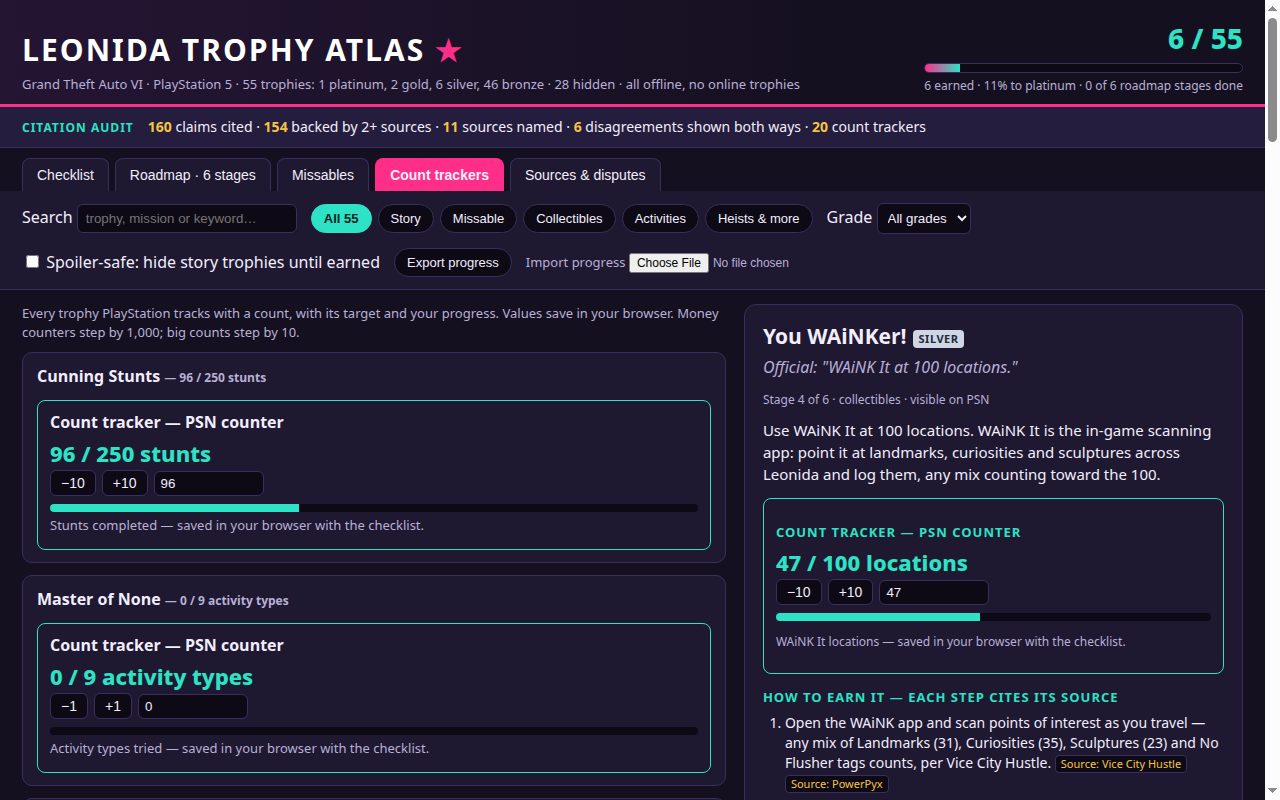 LEONIDA TROPHY ATLAS ★
Grand Theft Auto VI · PlayStation 5 · 55 trophies: 1 platinum, 2 gold, 6 silver, 46 bronze · 28 hidden · all offline, no online trophies
6 / 55
6 earned · 11% to platinum · 0 of 6 roadmap stages done
CITATION AUDIT 160 claims cited · 154 backed by 2+ sources · 11 sources named · 6 disagreements shown both ways · 20 count trackers
Checklist
Roadmap · 6 stages
Missables
Count trackers
Sources & disputes
Search trophy, mission or keyword… All 55 Story Missable Collectibles Activities Heists & more Grade All grades
Spoiler-safe: hide story trophies until earned Export progress Import progress Choose File No file chosen
Every trophy PlayStation tracks with a count, with its target and your progress. Values save in your browser. Money
counters step by 1,000; big counts step by 10.
Cunning Stunts — 96 / 250 stunts
Count tracker — PSN counter
96 / 250 stunts
−10 +10 96
Stunts completed — saved in your browser with the checklist.
Master of None — 0 / 9 activity types
Count tracker — PSN counter
0 / 9 activity types
−1 +1 0
Activity types tried — saved in your browser with the checklist.
You WAiNKer! SILVER
Official: "WAiNK It at 100 locations."
Stage 4 of 6 · collectibles · visible on PSN
Use WAiNK It at 100 locations. WAiNK It is the in-game scanning
app: point it at landmarks, curiosities and sculptures across
Leonida and log them, any mix counting toward the 100.
COUNT TRACKER — PSN COUNTER
47 / 100 locations
−10 +10 47
WAiNK It locations — saved in your browser with the checklist.
HOW TO EARN IT — EACH STEP CITES ITS SOURCE
1. Open the WAiNK app and scan points of interest as you travel —
any mix of Landmarks (31), Curiosities (35), Sculptures (23) and No
Flusher tags counts, per Vice City Hustle. Source: Vice City Hustle
Source: PowerPyx